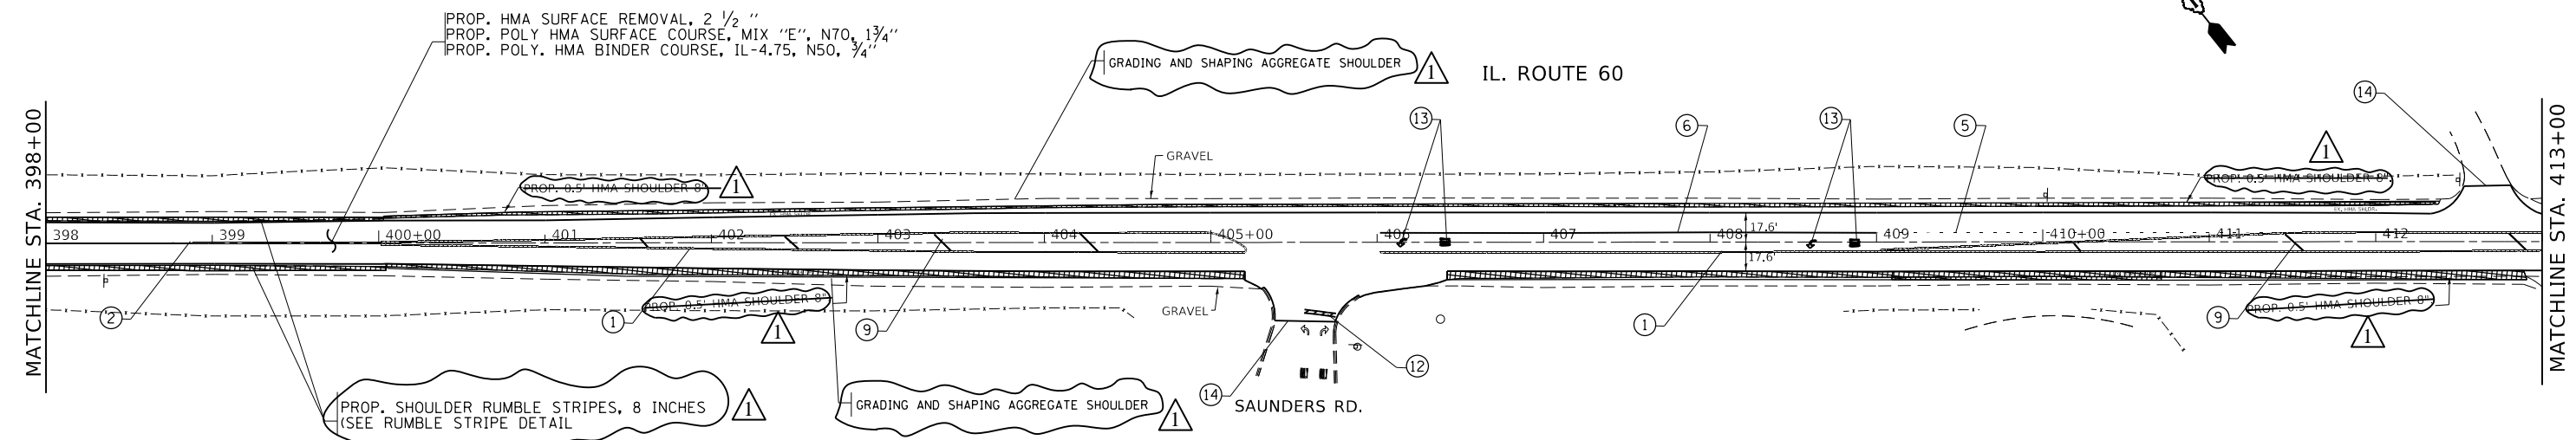 PROP. HMA SURFACE REMOVAL, 2 1/2 "
PROP. POLY HMA SURFACE COURSE, MIX "E", N70, 1 3/4"
PROP. POLY. HMA BINDER COURSE, IL-4.75, N50, 3/4"
GRADING AND SHAPING AGGREGATE SHOULDER
1
IL. ROUTE 60
14
13
6
13
5
1
GRAVEL
PROP. 0.5' HMA SHOULDER 8"
1
PROP. 0.5' HMA SHOULDER 8"
MATCHLINE STA. 398+00
MATCHLINE STA. 413+00
EX. HMA SHLDR.
398
399
400+00
401
402
403
404
405+00
406
407
408
409
410+00
411
412
17.6'
17.6'
2
1
PROP. 0.5' HMA SHOULDER 8"
1
9
GRAVEL
1
9
PROP. 0.5' HMA SHOULDER 8"
1
12
14
SAUNDERS RD.
PROP. SHOULDER RUMBLE STRIPES, 8 INCHES
(SEE RUMBLE STRIPE DETAIL
1
GRADING AND SHAPING AGGREGATE SHOULDER
1